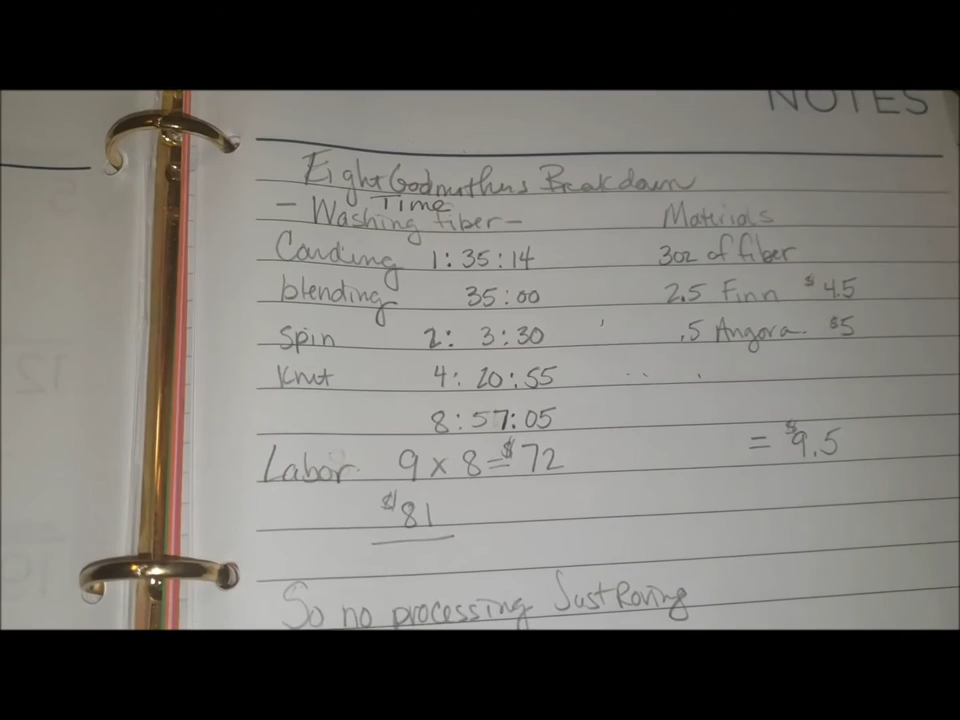 NOTES
Eight Godmothers Breakdown
Time
- Washing fiber - Materials
Carding 1:35:14 3oz of fiber
blending 35:00 2.5 Finn $4.5
Spin 2: 3:30 .5 Angora $5
Knit 4:20:55
8:57:05
Labor 9 x 8 = $72 = $9.5
$81
So no processing Just Roving